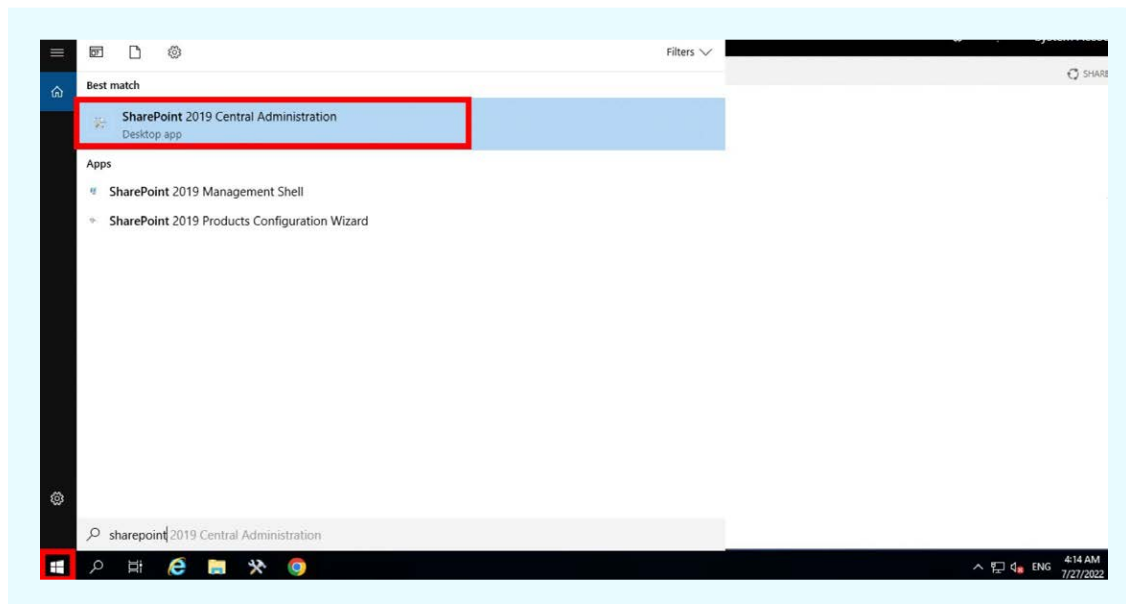 Filters
SHARE
Best match
SharePoint 2019 Central Administration
Desktop app
Apps
SharePoint 2019 Management Shell
SharePoint 2019 Products Configuration Wizard
sharepoint 2019 Central Administration
ENG
4:14 AM
7/27/2022